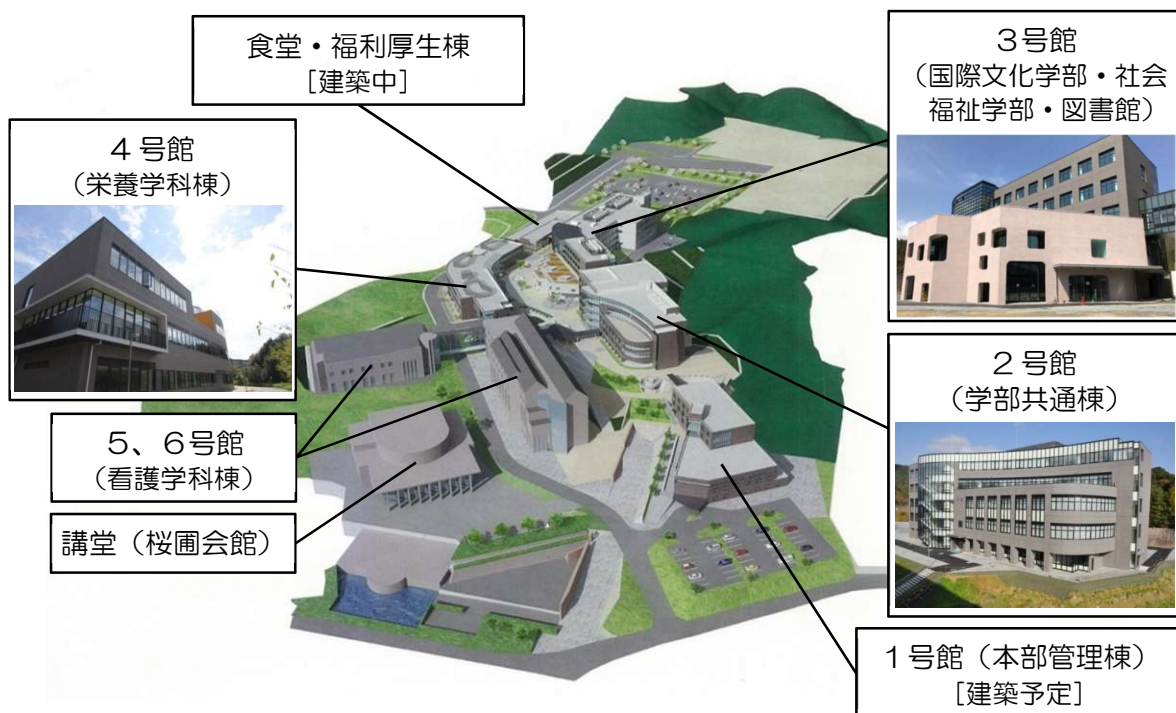 食堂・福利厚生棟
[建築中]
３号館
（国際文化学部・社会
福祉学部・図書館）
４号館
（栄養学科棟）
２号館
（学部共通棟）
５、６号館
（看護学科棟）
講堂（桜圃会館）
１号館（本部管理棟）
[建築予定]